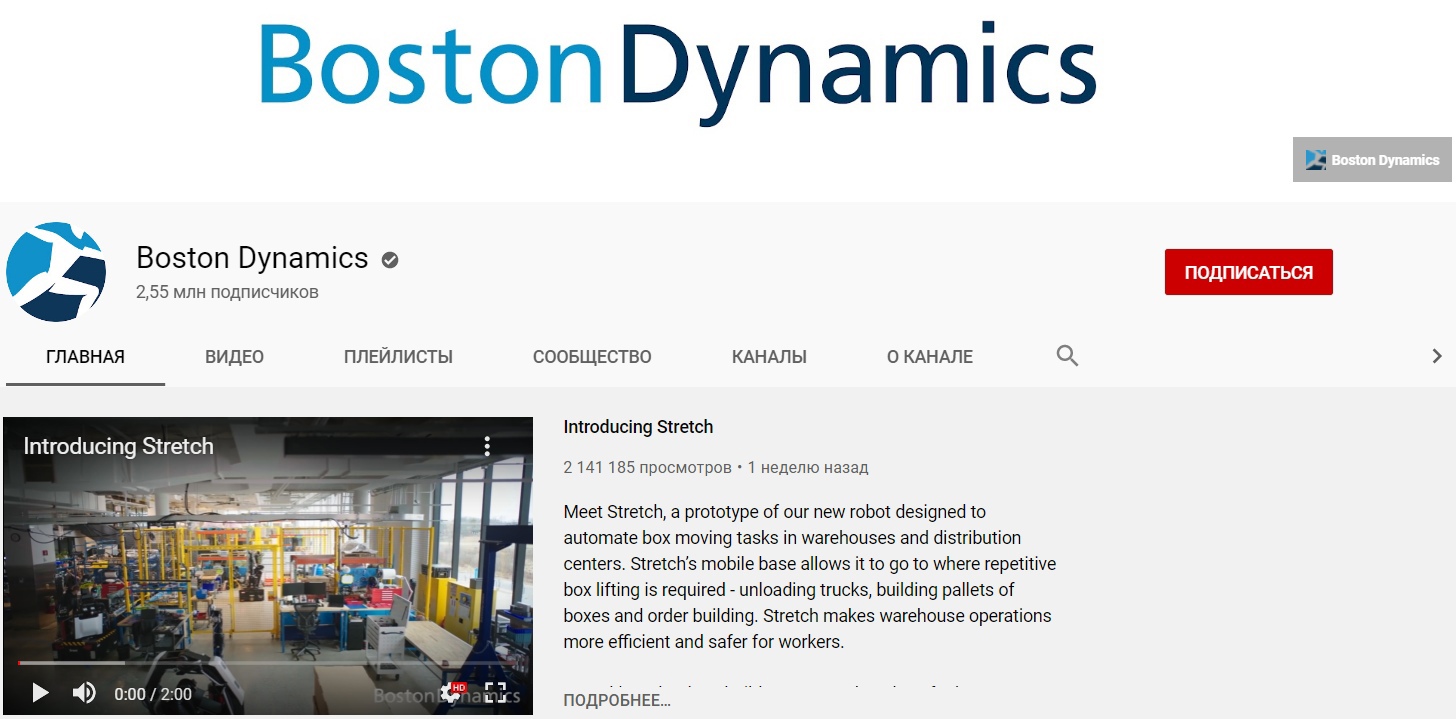 BostonDynamics
Boston Dynamics
Boston Dynamics
2,55 млн подписчиков
ПОДПИСАТЬСЯ
ГЛАВНАЯ
ВИДЕО
ПЛЕЙЛИСТЫ
СООБЩЕСТВО
КАНАЛЫ
О КАНАЛЕ
Introducing Stretch
0:00 / 2:00
BostonDynamics
HD
Introducing Stretch
2 141 185 просмотров • 1 неделю назад
Meet Stretch, a prototype of our new robot designed to
automate box moving tasks in warehouses and distribution
centers. Stretch’s mobile base allows it to go to where repetitive
box lifting is required - unloading trucks, building pallets of
boxes and order building. Stretch makes warehouse operations
more efficient and safer for workers.
ПОДРОБНЕЕ...